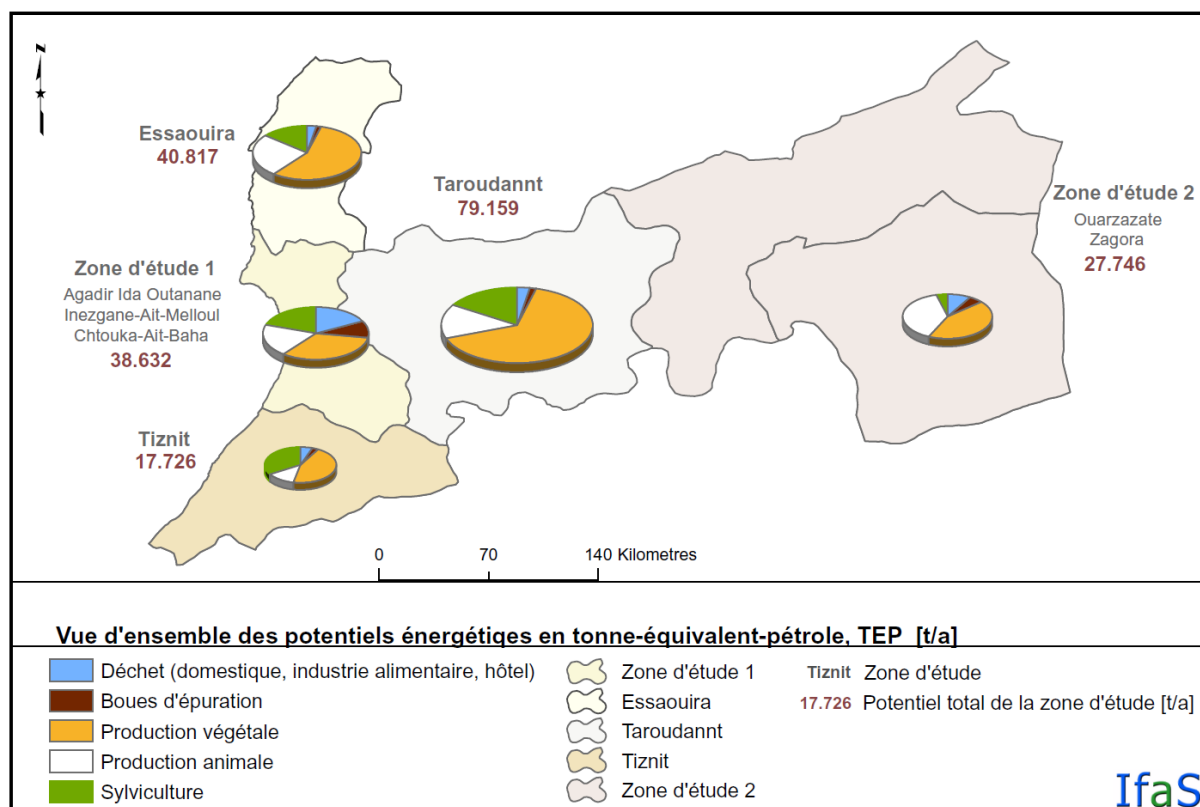 N
Essaouira
40.817
Taroudannt
79.159
Zone d'étude 2
Ouarzazate
Zagora
27.746
Zone d'étude 1
Agadir Ida Outanane
Inezgane-Ait-Melloul
Chtouka-Ait-Baha
38.632
Tiznit
17.726
0 70 140 Kilometres
Vue d'ensemble des potentiels énergétiqes en tonne-équivalent-pétrole, TEP [t/a]
Déchet (domestique, industrie alimentaire, hôtel)
Boues d'épuration
Production végétale
Production animale
Sylviculture
Zone d'étude 1
Essaouira
Taroudannt
Tiznit
Zone d'étude 2
Tiznit Zone d'étude
17.726 Potentiel total de la zone d'étude [t/a]
IfaS